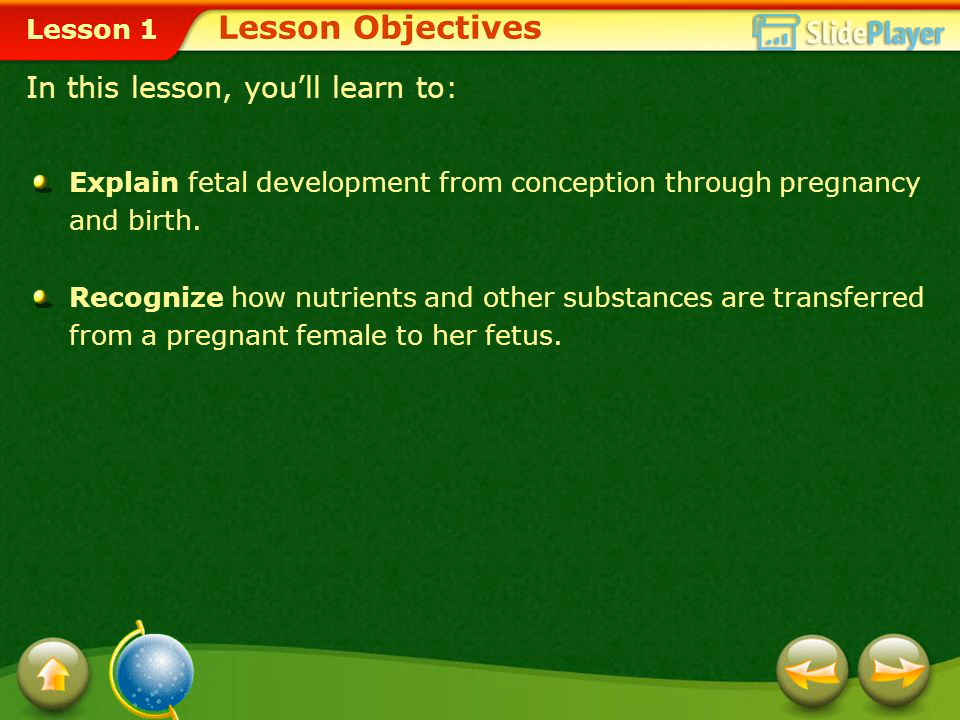 Lesson 1
Lesson Objectives
SlidePlayer
In this lesson, you’ll learn to:
Explain fetal development from conception through pregnancy
and birth.
Recognize how nutrients and other substances are transferred
from a pregnant female to her fetus.